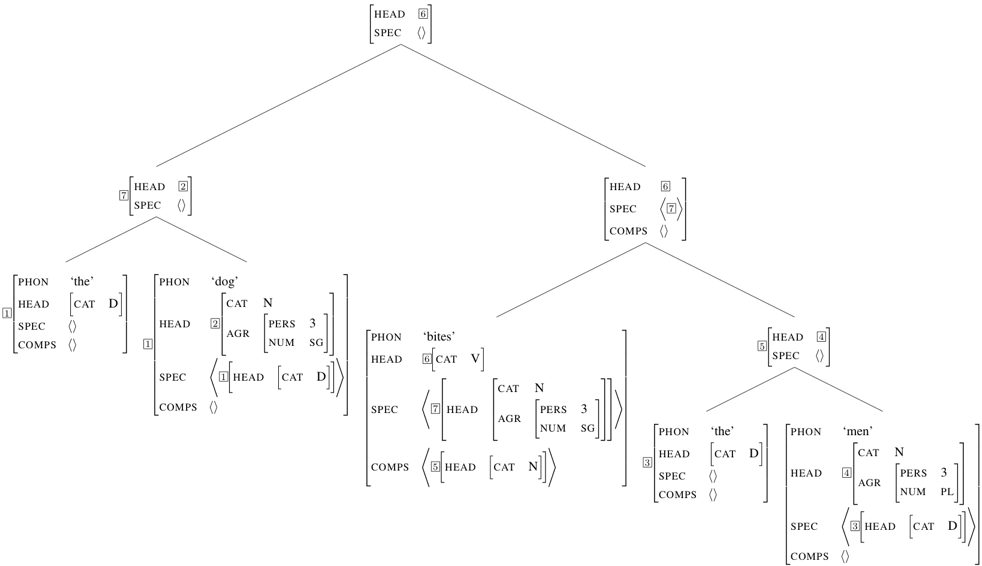 HEAD 6
SPEC ⟨⟩
7 HEAD 2
SPEC ⟨⟩
HEAD 6
SPEC ⟨7⟩
COMPS ⟨⟩
1 PHON ‘the’
HEAD [CAT D]
SPEC ⟨⟩
COMPS ⟨⟩
1 PHON ‘dog’
HEAD 2 [CAT N
AGR [PERS 3
NUM SG]]
SPEC ⟨1[HEAD [CAT D]]⟩
COMPS ⟨⟩
PHON ‘bites’
HEAD 6[CAT V]
SPEC ⟨7[HEAD [CAT N
AGR [PERS 3
NUM SG]]]⟩
COMPS ⟨5[HEAD [CAT N]]⟩
5 HEAD 4
SPEC ⟨⟩
3 PHON ‘the’
HEAD [CAT D]
SPEC ⟨⟩
COMPS ⟨⟩
PHON ‘men’
HEAD 4 [CAT N
AGR [PERS 3
NUM PL]]
SPEC ⟨3[HEAD [CAT D]]⟩
COMPS ⟨⟩